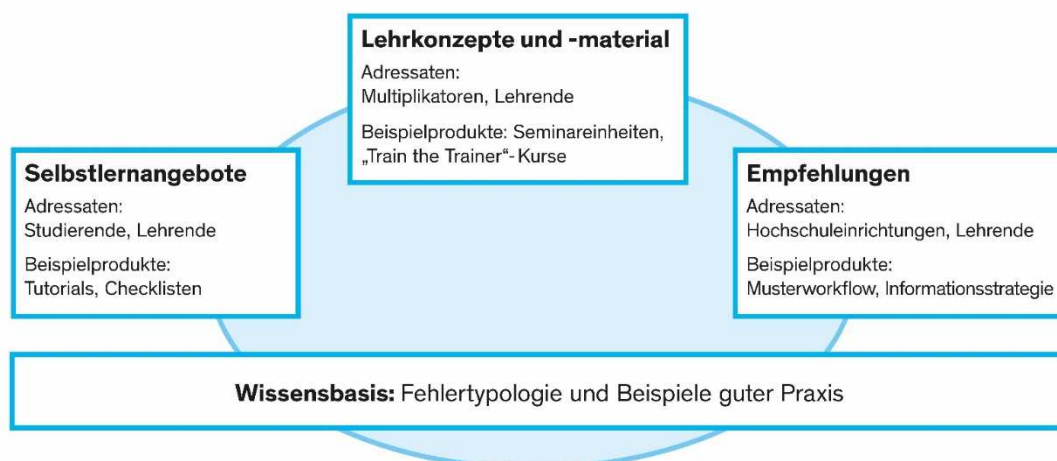 Lehrkonzepte und -material
Adressaten:
Multiplikatoren, Lehrende
Beispielprodukte: Seminareinheiten,
„Train the Trainer“-Kurse
Selbstlernangebote
Adressaten:
Studierende, Lehrende
Beispielprodukte:
Tutorials, Checklisten
Empfehlungen
Adressaten:
Hochschuleinrichtungen, Lehrende
Beispielprodukte:
Musterworkflow, Informationsstrategie
Wissensbasis: Fehlertypologie und Beispiele guter Praxis